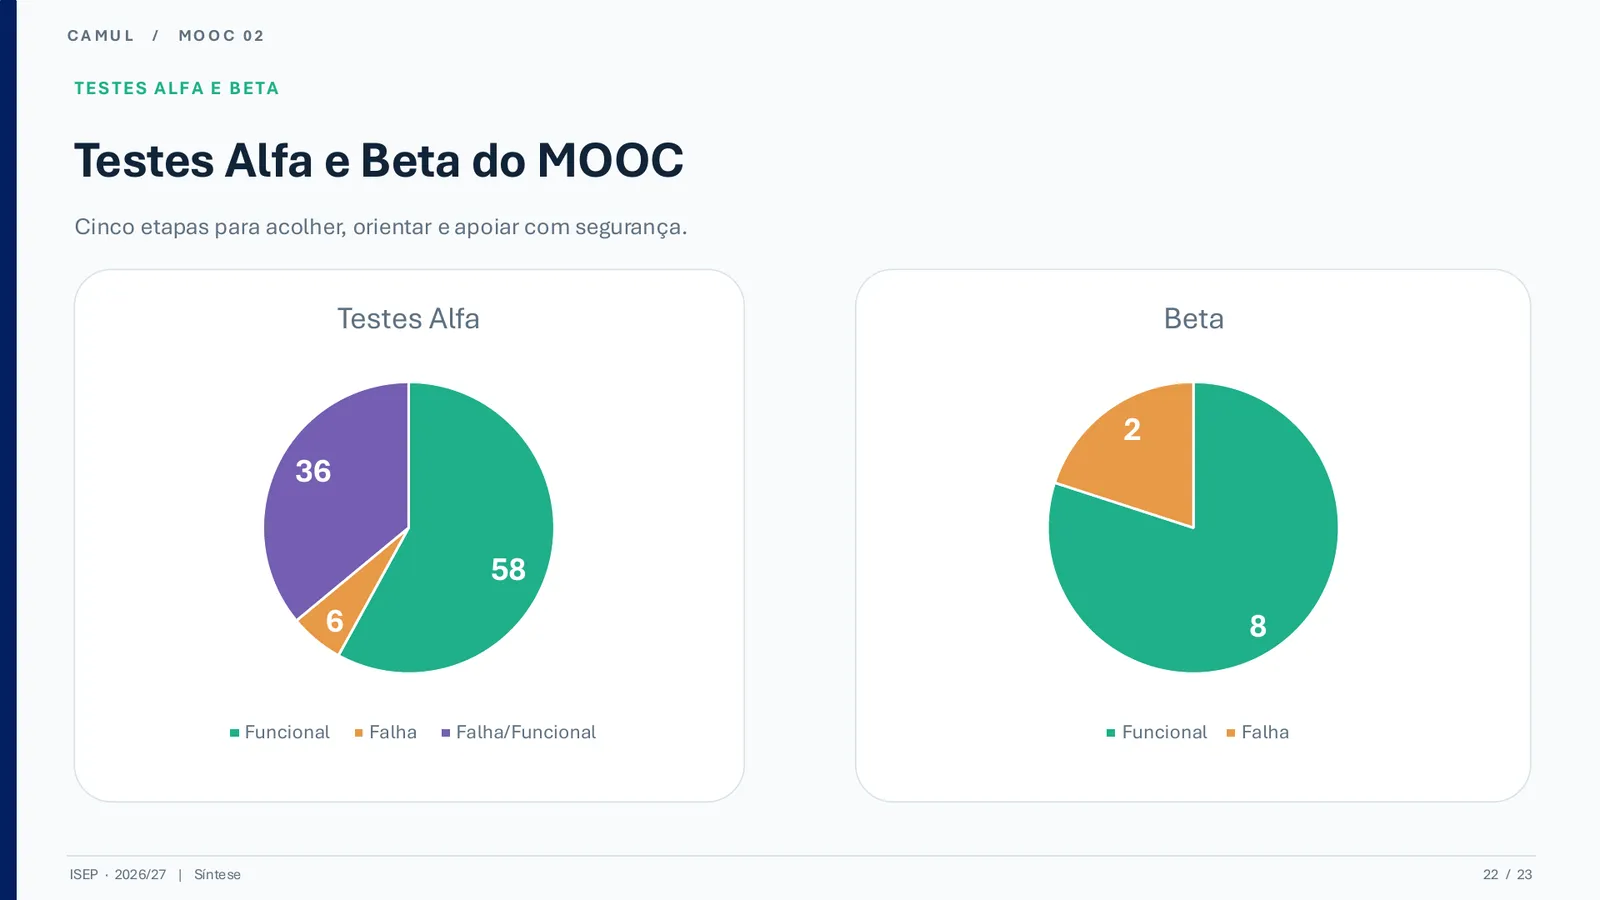 CAMUL / MOOC 02
TESTES ALFA E BETA
Testes Alfa e Beta do MOOC
Cinco etapas para acolher, orientar e apoiar com segurança.
Testes Alfa
36
58
6
Funcional Falha Falha/Funcional
Beta
2
8
Funcional Falha
ISEP · 2026/27 | Síntese
22 / 23